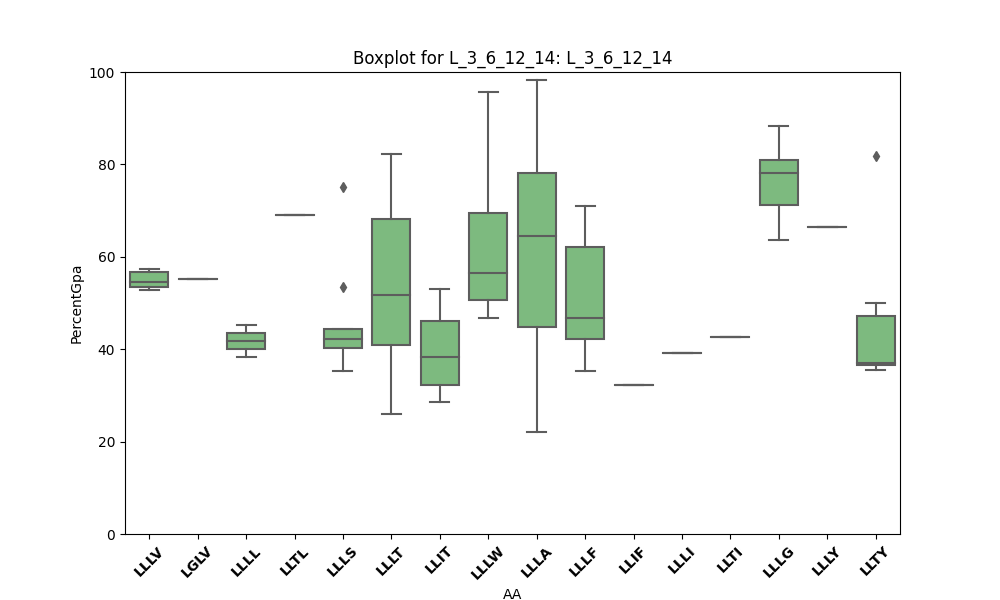 Boxplot for L_3_6_12_14: L_3_6_12_14
100
80
60
40
20
0
PercentGpa
LLLV LGLV LLLL LLTL LLLS LLLT LLIT LLLW LLLA LLLF LLIF LLLI LLTI LLLG LLLY LLTY
AA